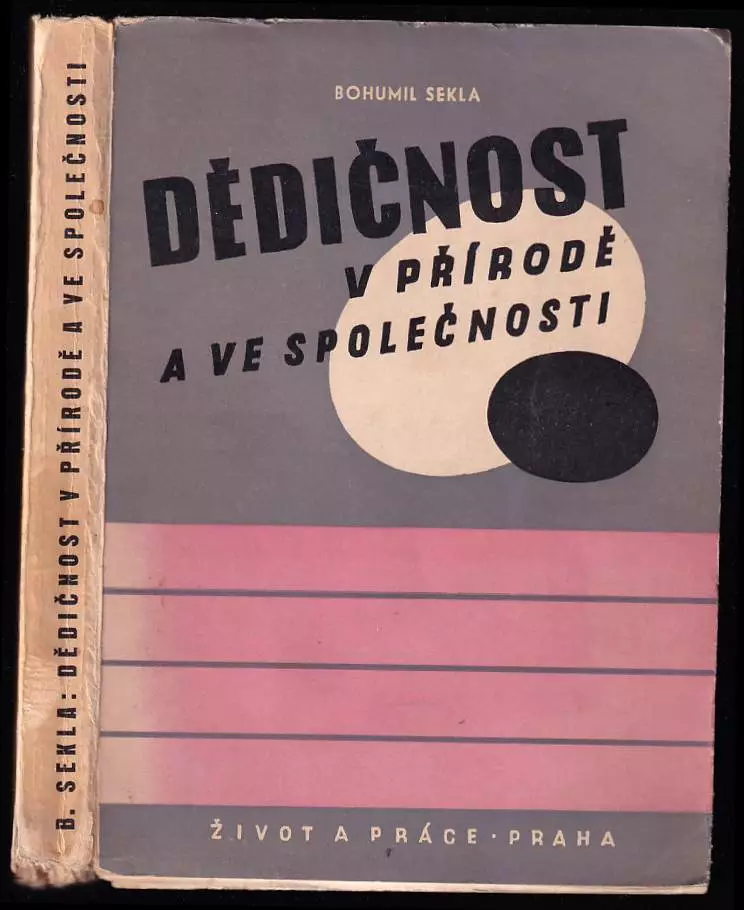 B. SEKLA: DĚDIČNOST V PŘÍRODĚ A VE SPOLEČNOSTI
BOHUMIL SEKLA
DĚDIČNOST
V PŘÍRODĚ
A VE SPOLEČNOSTI
ŽIVOT A PRÁCE · PRAHA